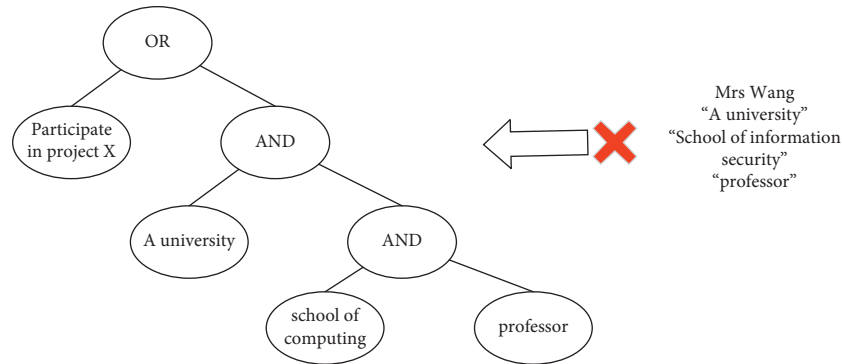 OR
Participate
in project X
AND
A university
AND
school of
computing
professor
Mrs Wang
“A university”
“School of information
security”
“professor”